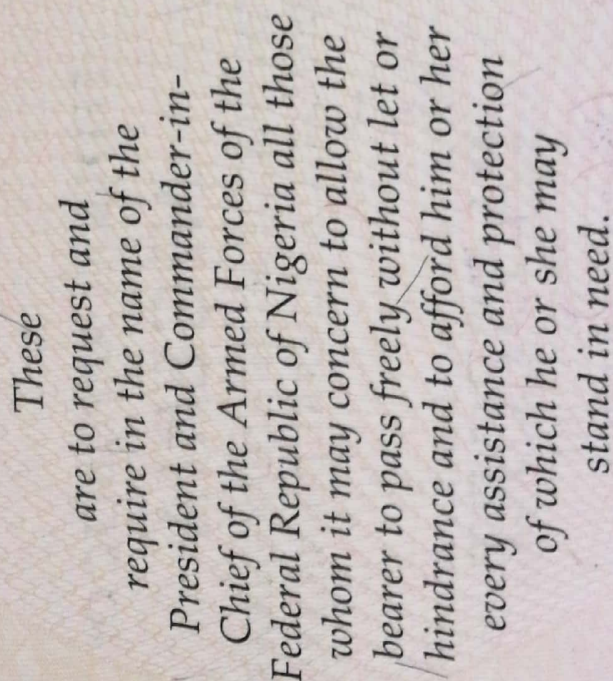 These
are to request and
require in the name of the
President and Commander-in-
Chief of the Armed Forces of the
Federal Republic of Nigeria all those
whom it may concern to allow the
bearer to pass freely without let or
hindrance and to afford him or her
every assistance and protection
of which he or she may
stand in need.